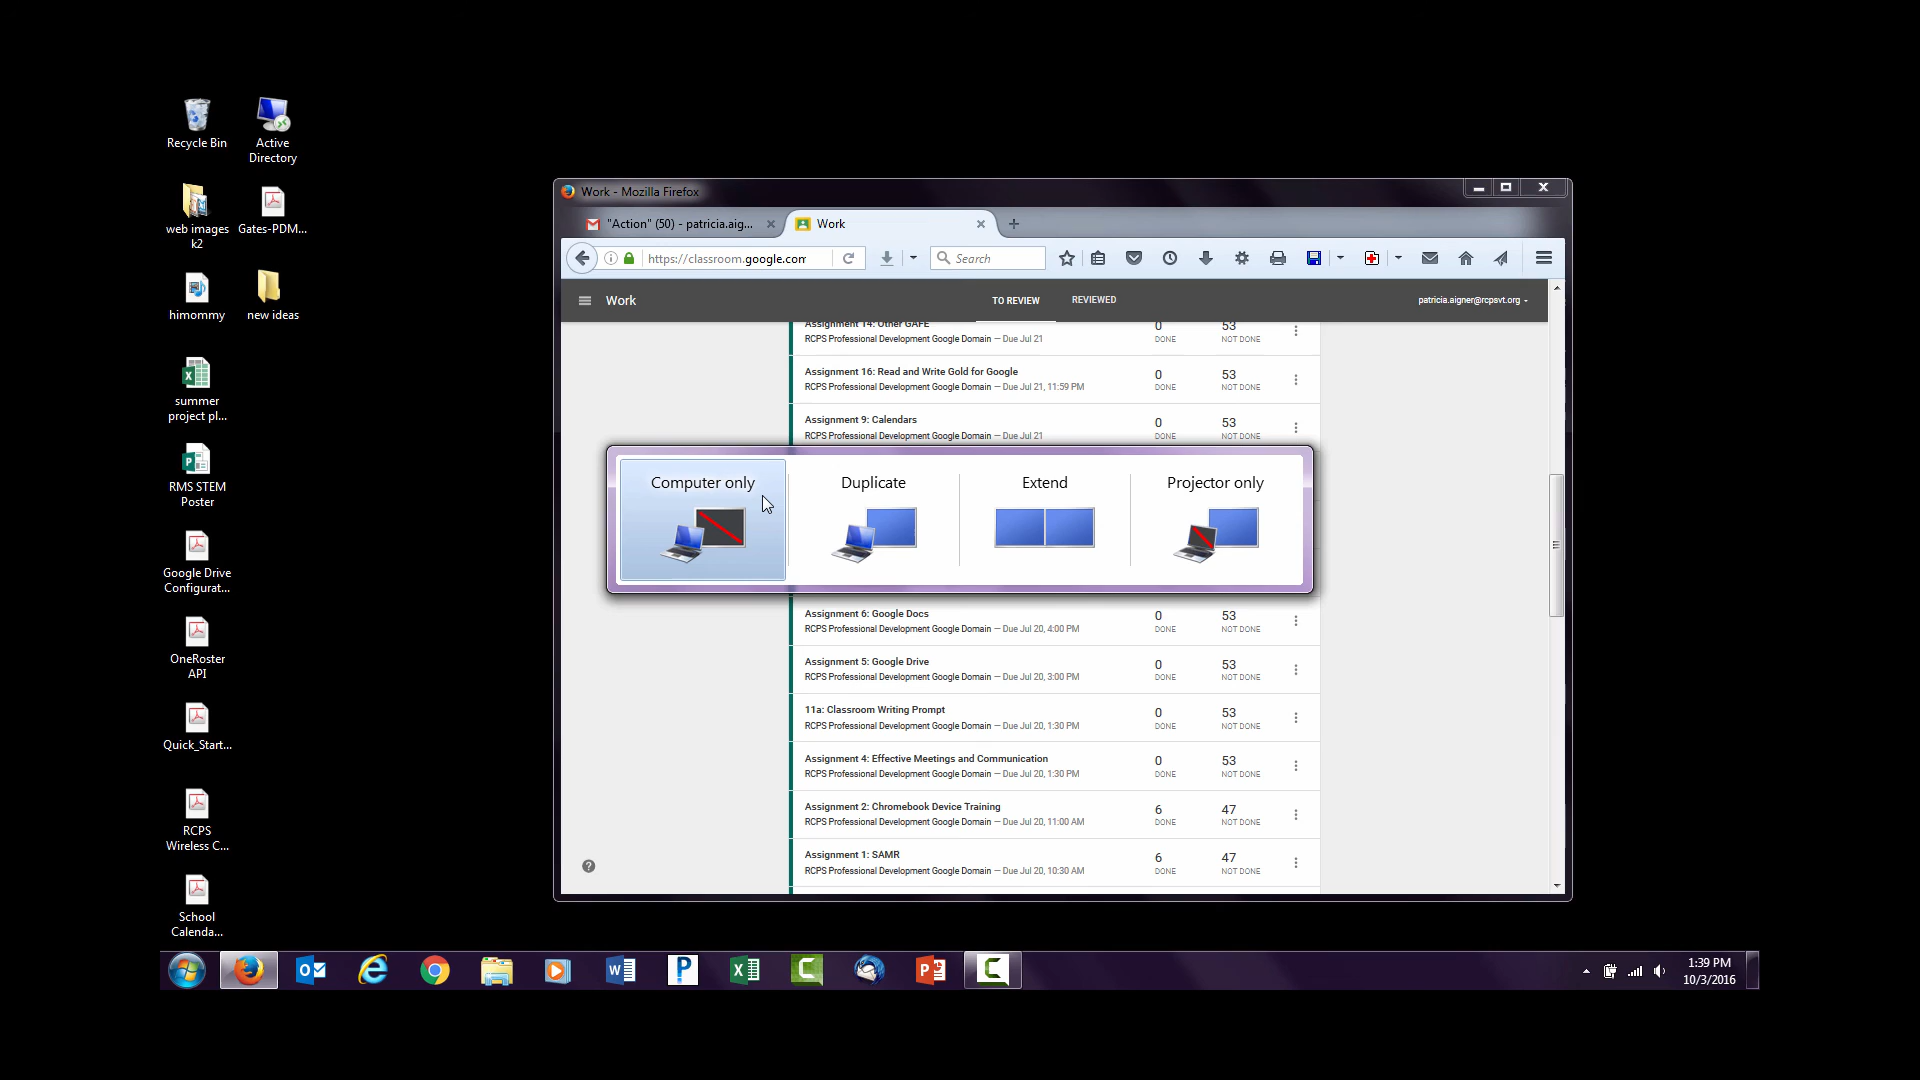 Recycle Bin
Active
Directory
web images
k2
Gates-PDM...
himommy
new ideas
summer
project pl...
RMS STEM
Poster
Google Drive
Configurat...
OneRoster
API
Quick_Start...
RCPS
Wireless C...
School
Calenda...
Work - Mozilla Firefox
"Action" (50) - patricia.aig...
Work
https://classroom.google.com
Search
Work
TO REVIEW
REVIEWED
patricia.aigner@rcpsvt.org
Assignment 14: Other GAFE
RCPS Professional Development Google Domain — Due Jul 21
0
DONE
53
NOT DONE
Assignment 16: Read and Write Gold for Google
RCPS Professional Development Google Domain — Due Jul 21, 11:59 PM
0
DONE
53
NOT DONE
Assignment 9: Calendars
RCPS Professional Development Google Domain — Due Jul 21
0
DONE
53
NOT DONE
Computer only
Duplicate
Extend
Projector only
Assignment 6: Google Docs
RCPS Professional Development Google Domain — Due Jul 20, 4:00 PM
0
DONE
53
NOT DONE
Assignment 5: Google Drive
RCPS Professional Development Google Domain — Due Jul 20, 3:00 PM
0
DONE
53
NOT DONE
11a: Classroom Writing Prompt
RCPS Professional Development Google Domain — Due Jul 20, 1:30 PM
0
DONE
53
NOT DONE
Assignment 4: Effective Meetings and Communication
RCPS Professional Development Google Domain — Due Jul 20, 1:30 PM
0
DONE
53
NOT DONE
Assignment 2: Chromebook Device Training
RCPS Professional Development Google Domain — Due Jul 20, 11:00 AM
6
DONE
47
NOT DONE
Assignment 1: SAMR
RCPS Professional Development Google Domain — Due Jul 20, 10:30 AM
6
DONE
47
NOT DONE
1:39 PM
10/3/2016